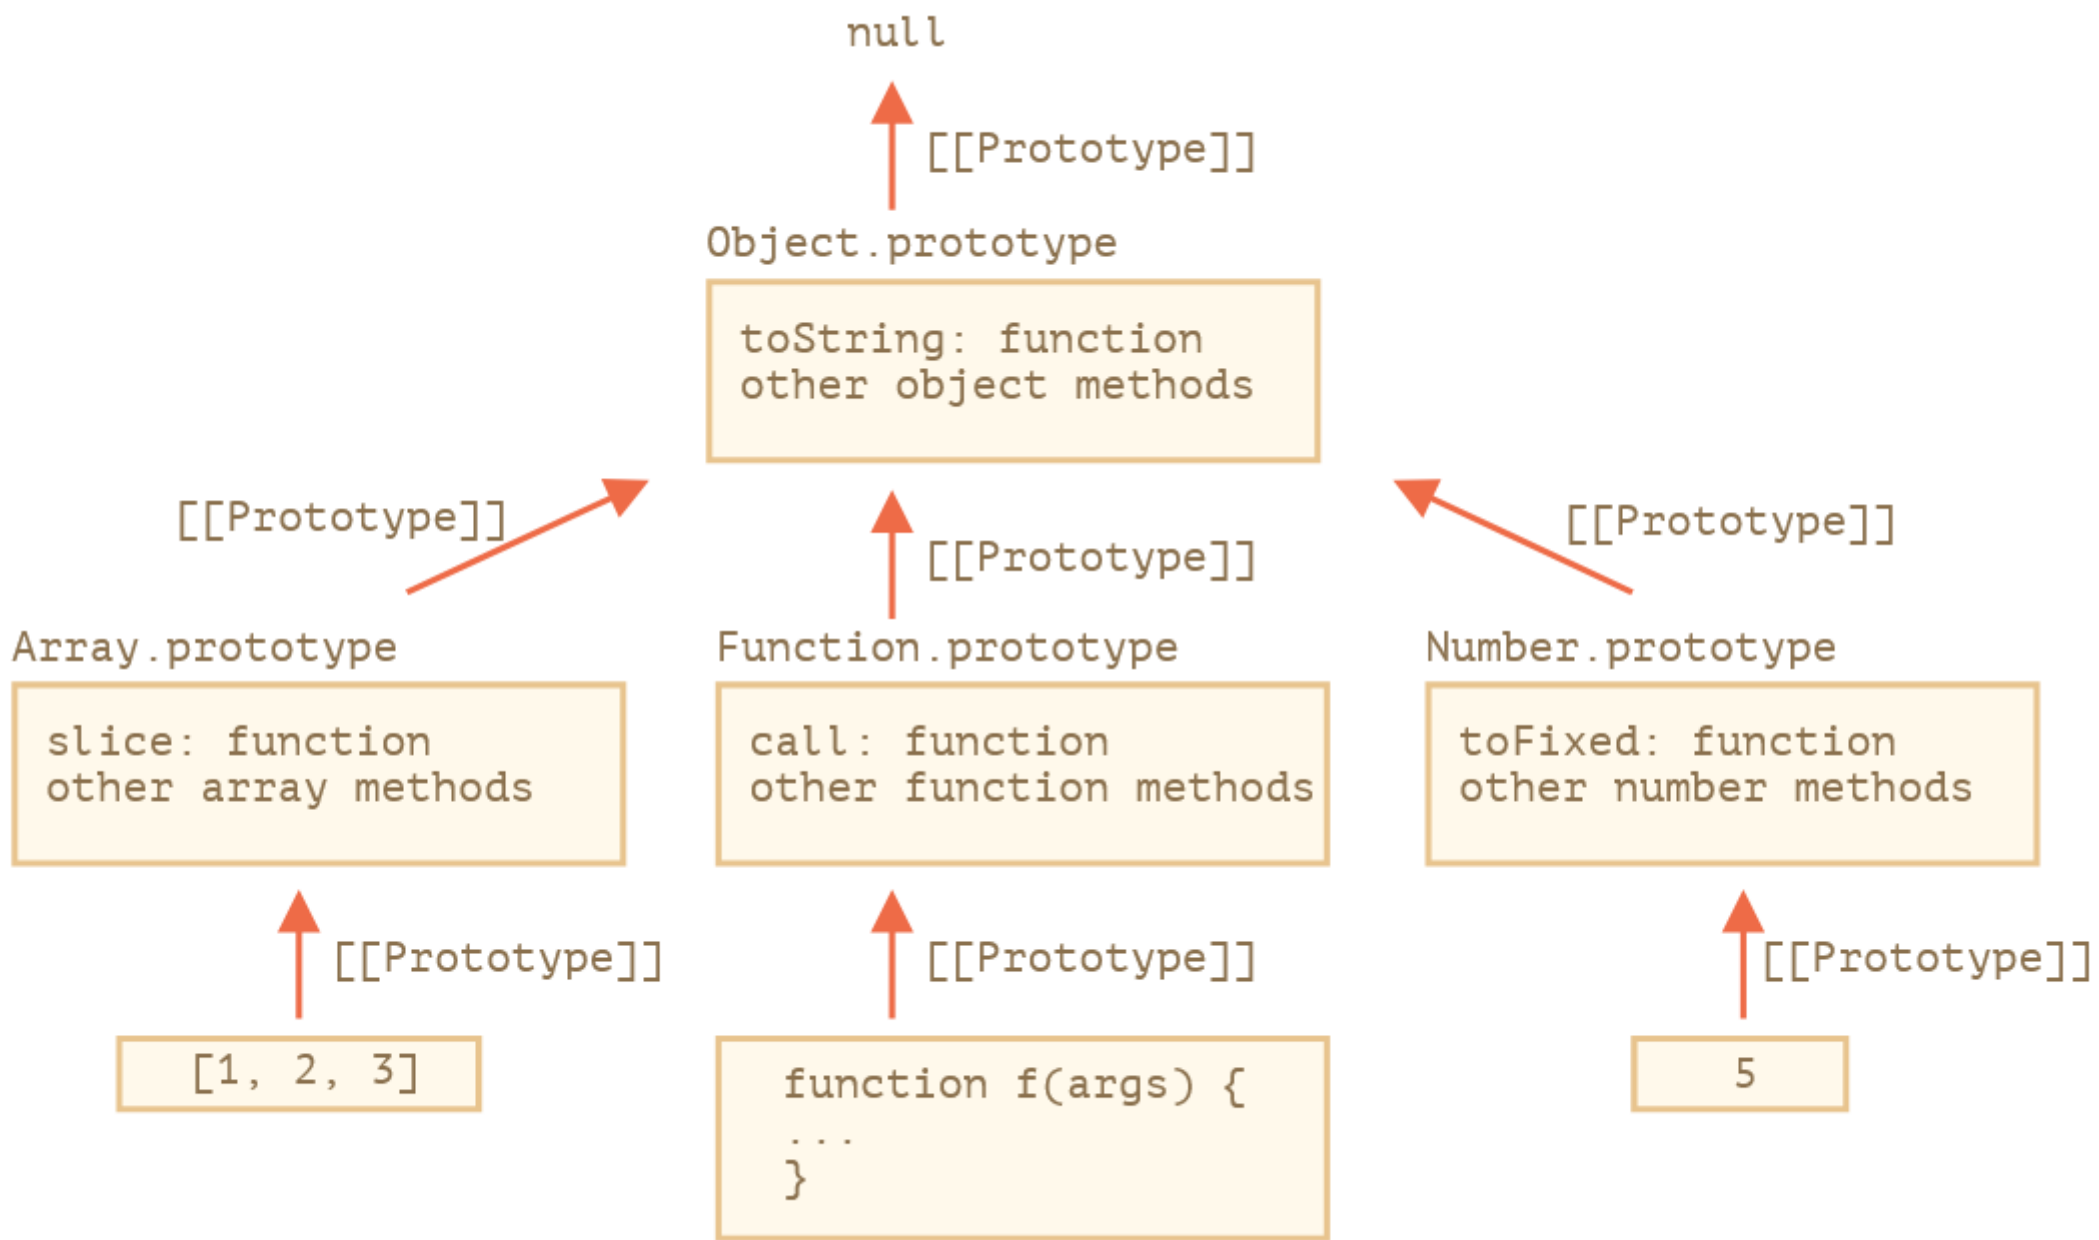 null
[[Prototype]]
Object.prototype
toString: function
other object methods
[[Prototype]]
[[Prototype]]
[[Prototype]]
Array.prototype
slice: function
other array methods
Function.prototype
call: function
other function methods
Number.prototype
toFixed: function
other number methods
[[Prototype]]
[[Prototype]]
[[Prototype]]
[1, 2, 3]
function f(args) {
...
}
5